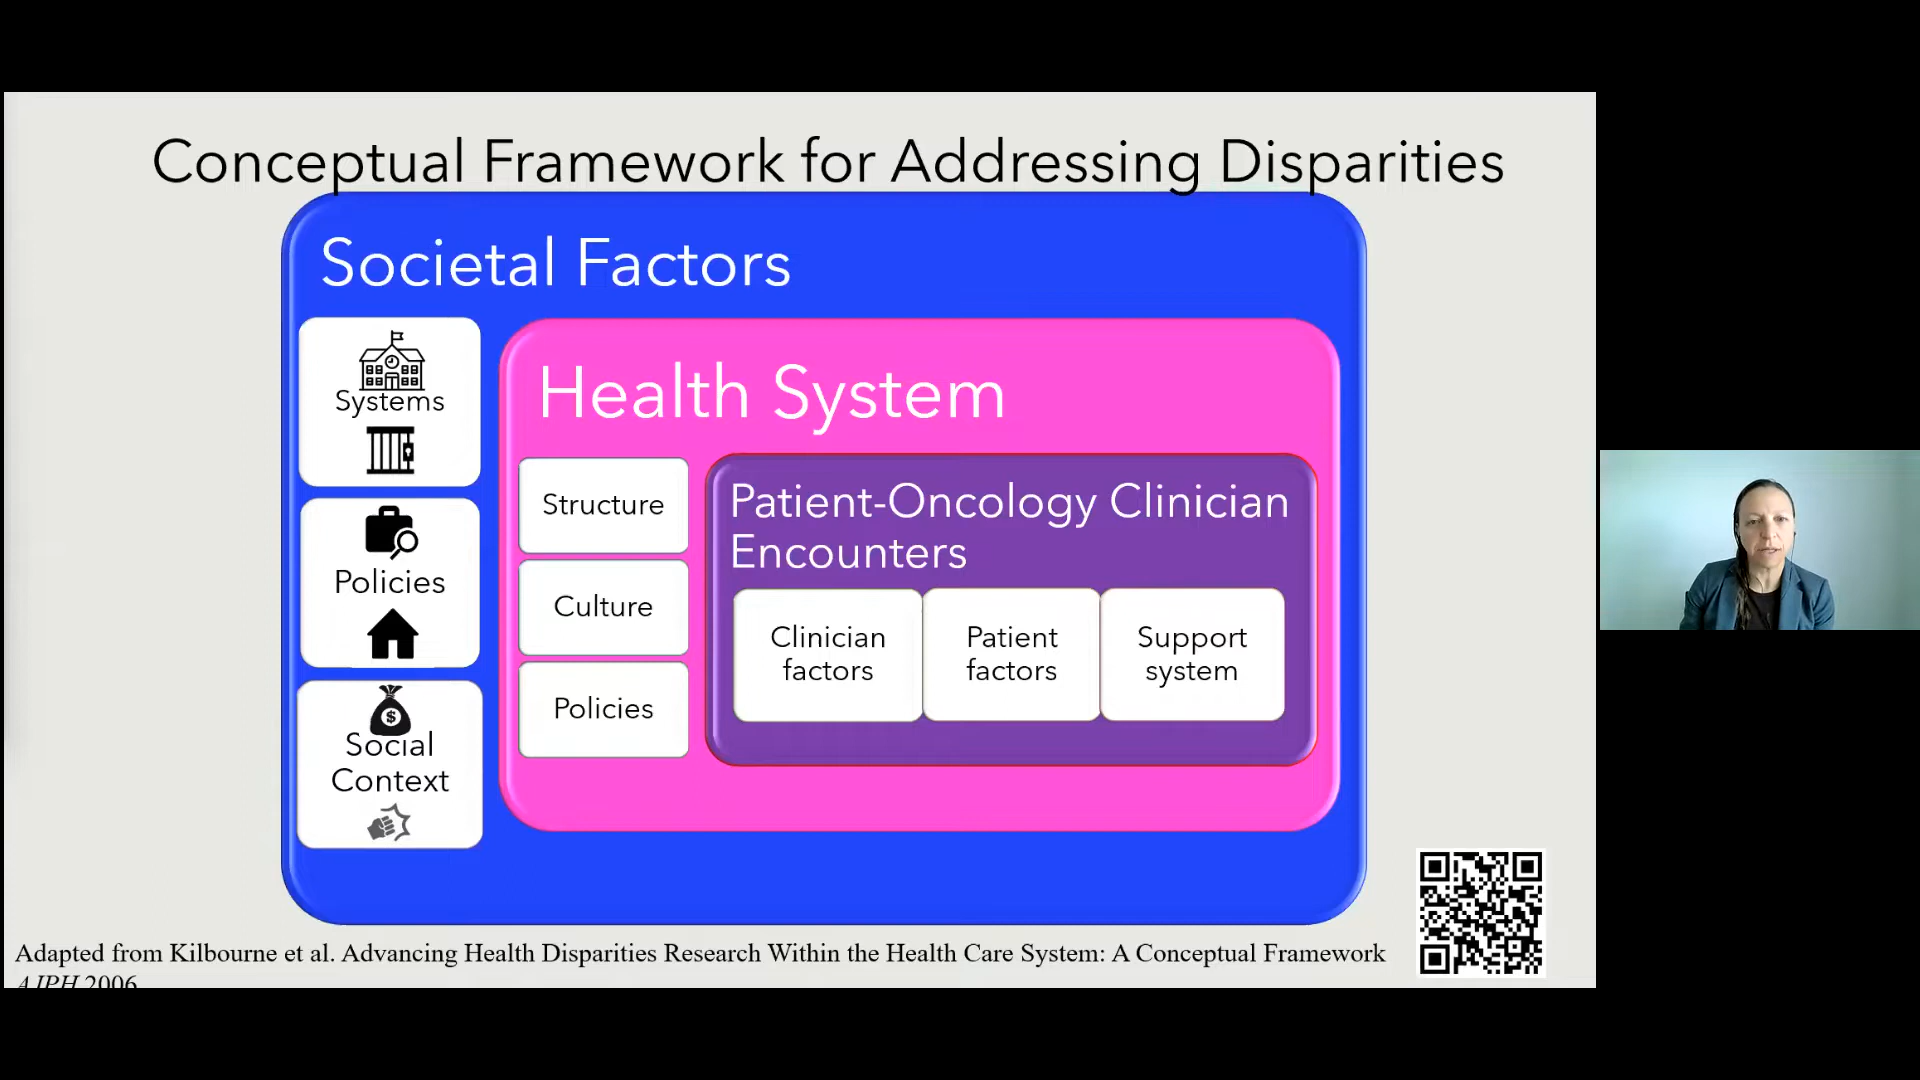 Conceptual Framework for Addressing Disparities
Societal Factors
Systems
Policies
Social
Context
Health System
Structure
Culture
Policies
Patient-Oncology Clinician
Encounters
Clinician
factors
Patient
factors
Support
system
$
Adapted from Kilbourne et al. Advancing Health Disparities Research Within the Health Care System: A Conceptual Framework
AJPH 2006